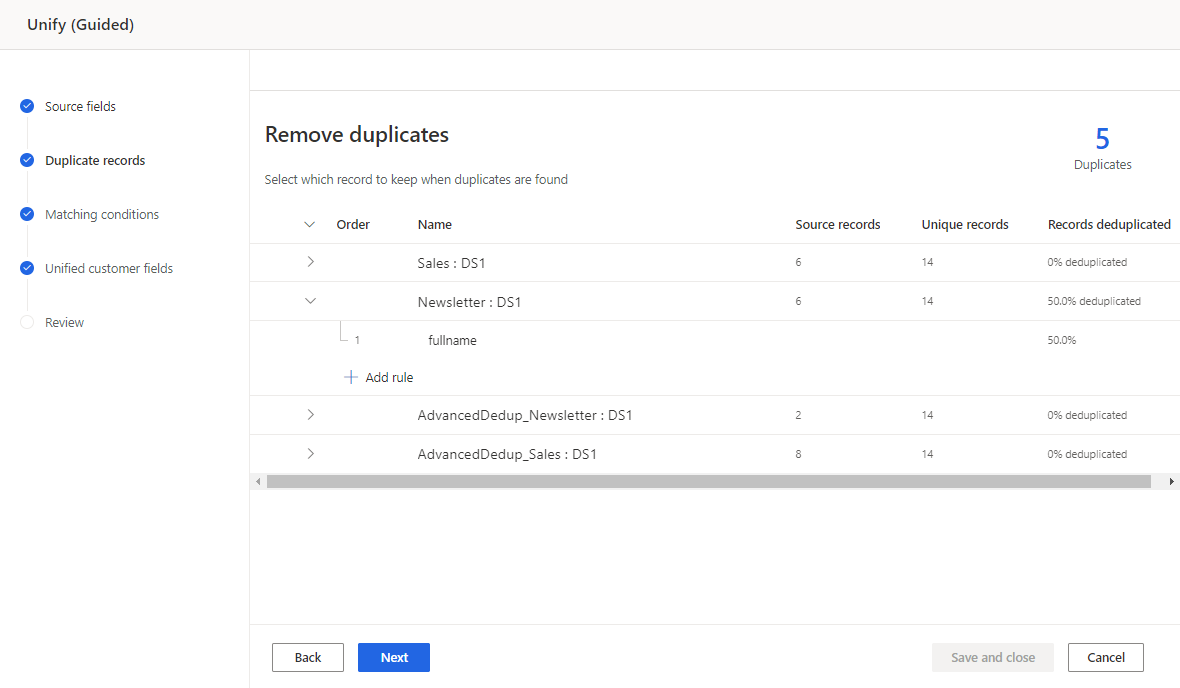 Unify (Guided)
Source fields
Duplicate records
Matching conditions
Unified customer fields
Review
Remove duplicates
5
Duplicates
Select which record to keep when duplicates are found
Order Name Source records Unique records Records deduplicated
Sales : DS1 6 14 0% deduplicated
Newsletter : DS1 6 14 50.0% deduplicated
1 fullname 50.0%
Add rule
AdvancedDedup_Newsletter : DS1 2 14 0% deduplicated
AdvancedDedup_Sales : DS1 8 14 0% deduplicated
Back Next Save and close Cancel